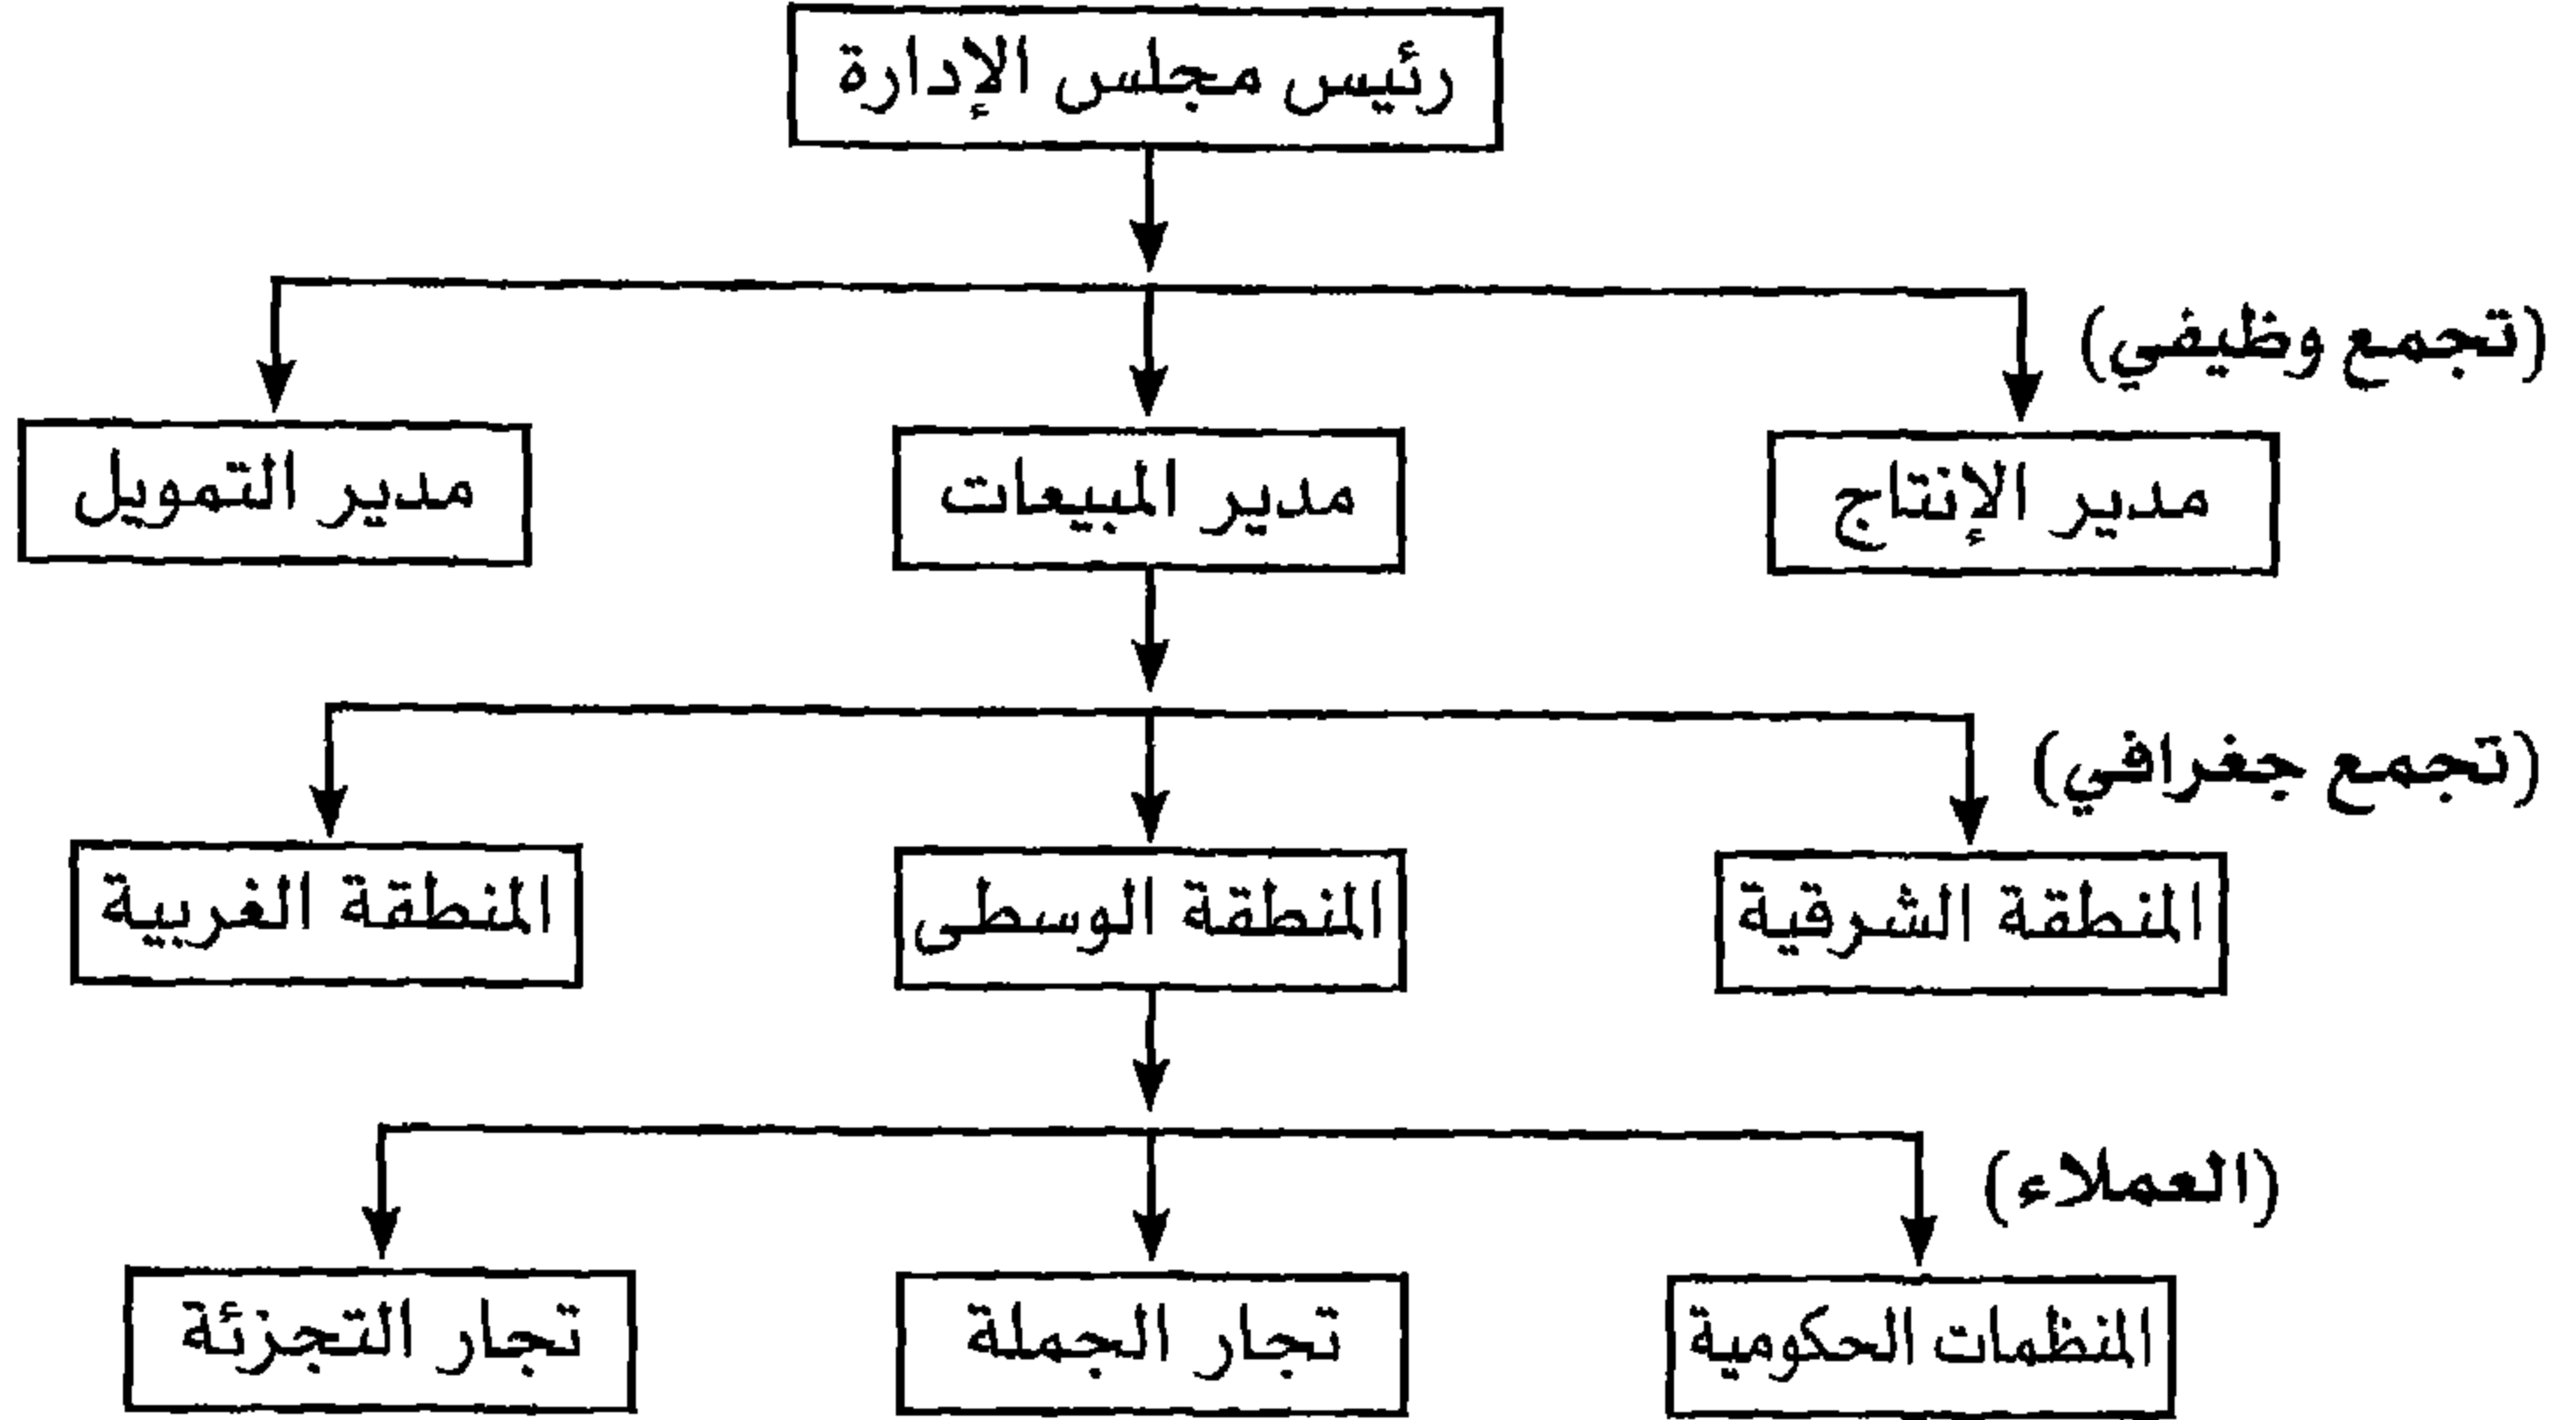 رئيس مجلس الإدارة
(تجمع وظيفي)
مدير الإنتاج
مدير المبيعات
مدير التمويل
(تجمع جغرافي)
المنطقة الشرقية
المنطقة الوسطى
المنطقة الغربية
(العملاء)
المنظمات الحكومية
تجار الجملة
تجار التجزئة